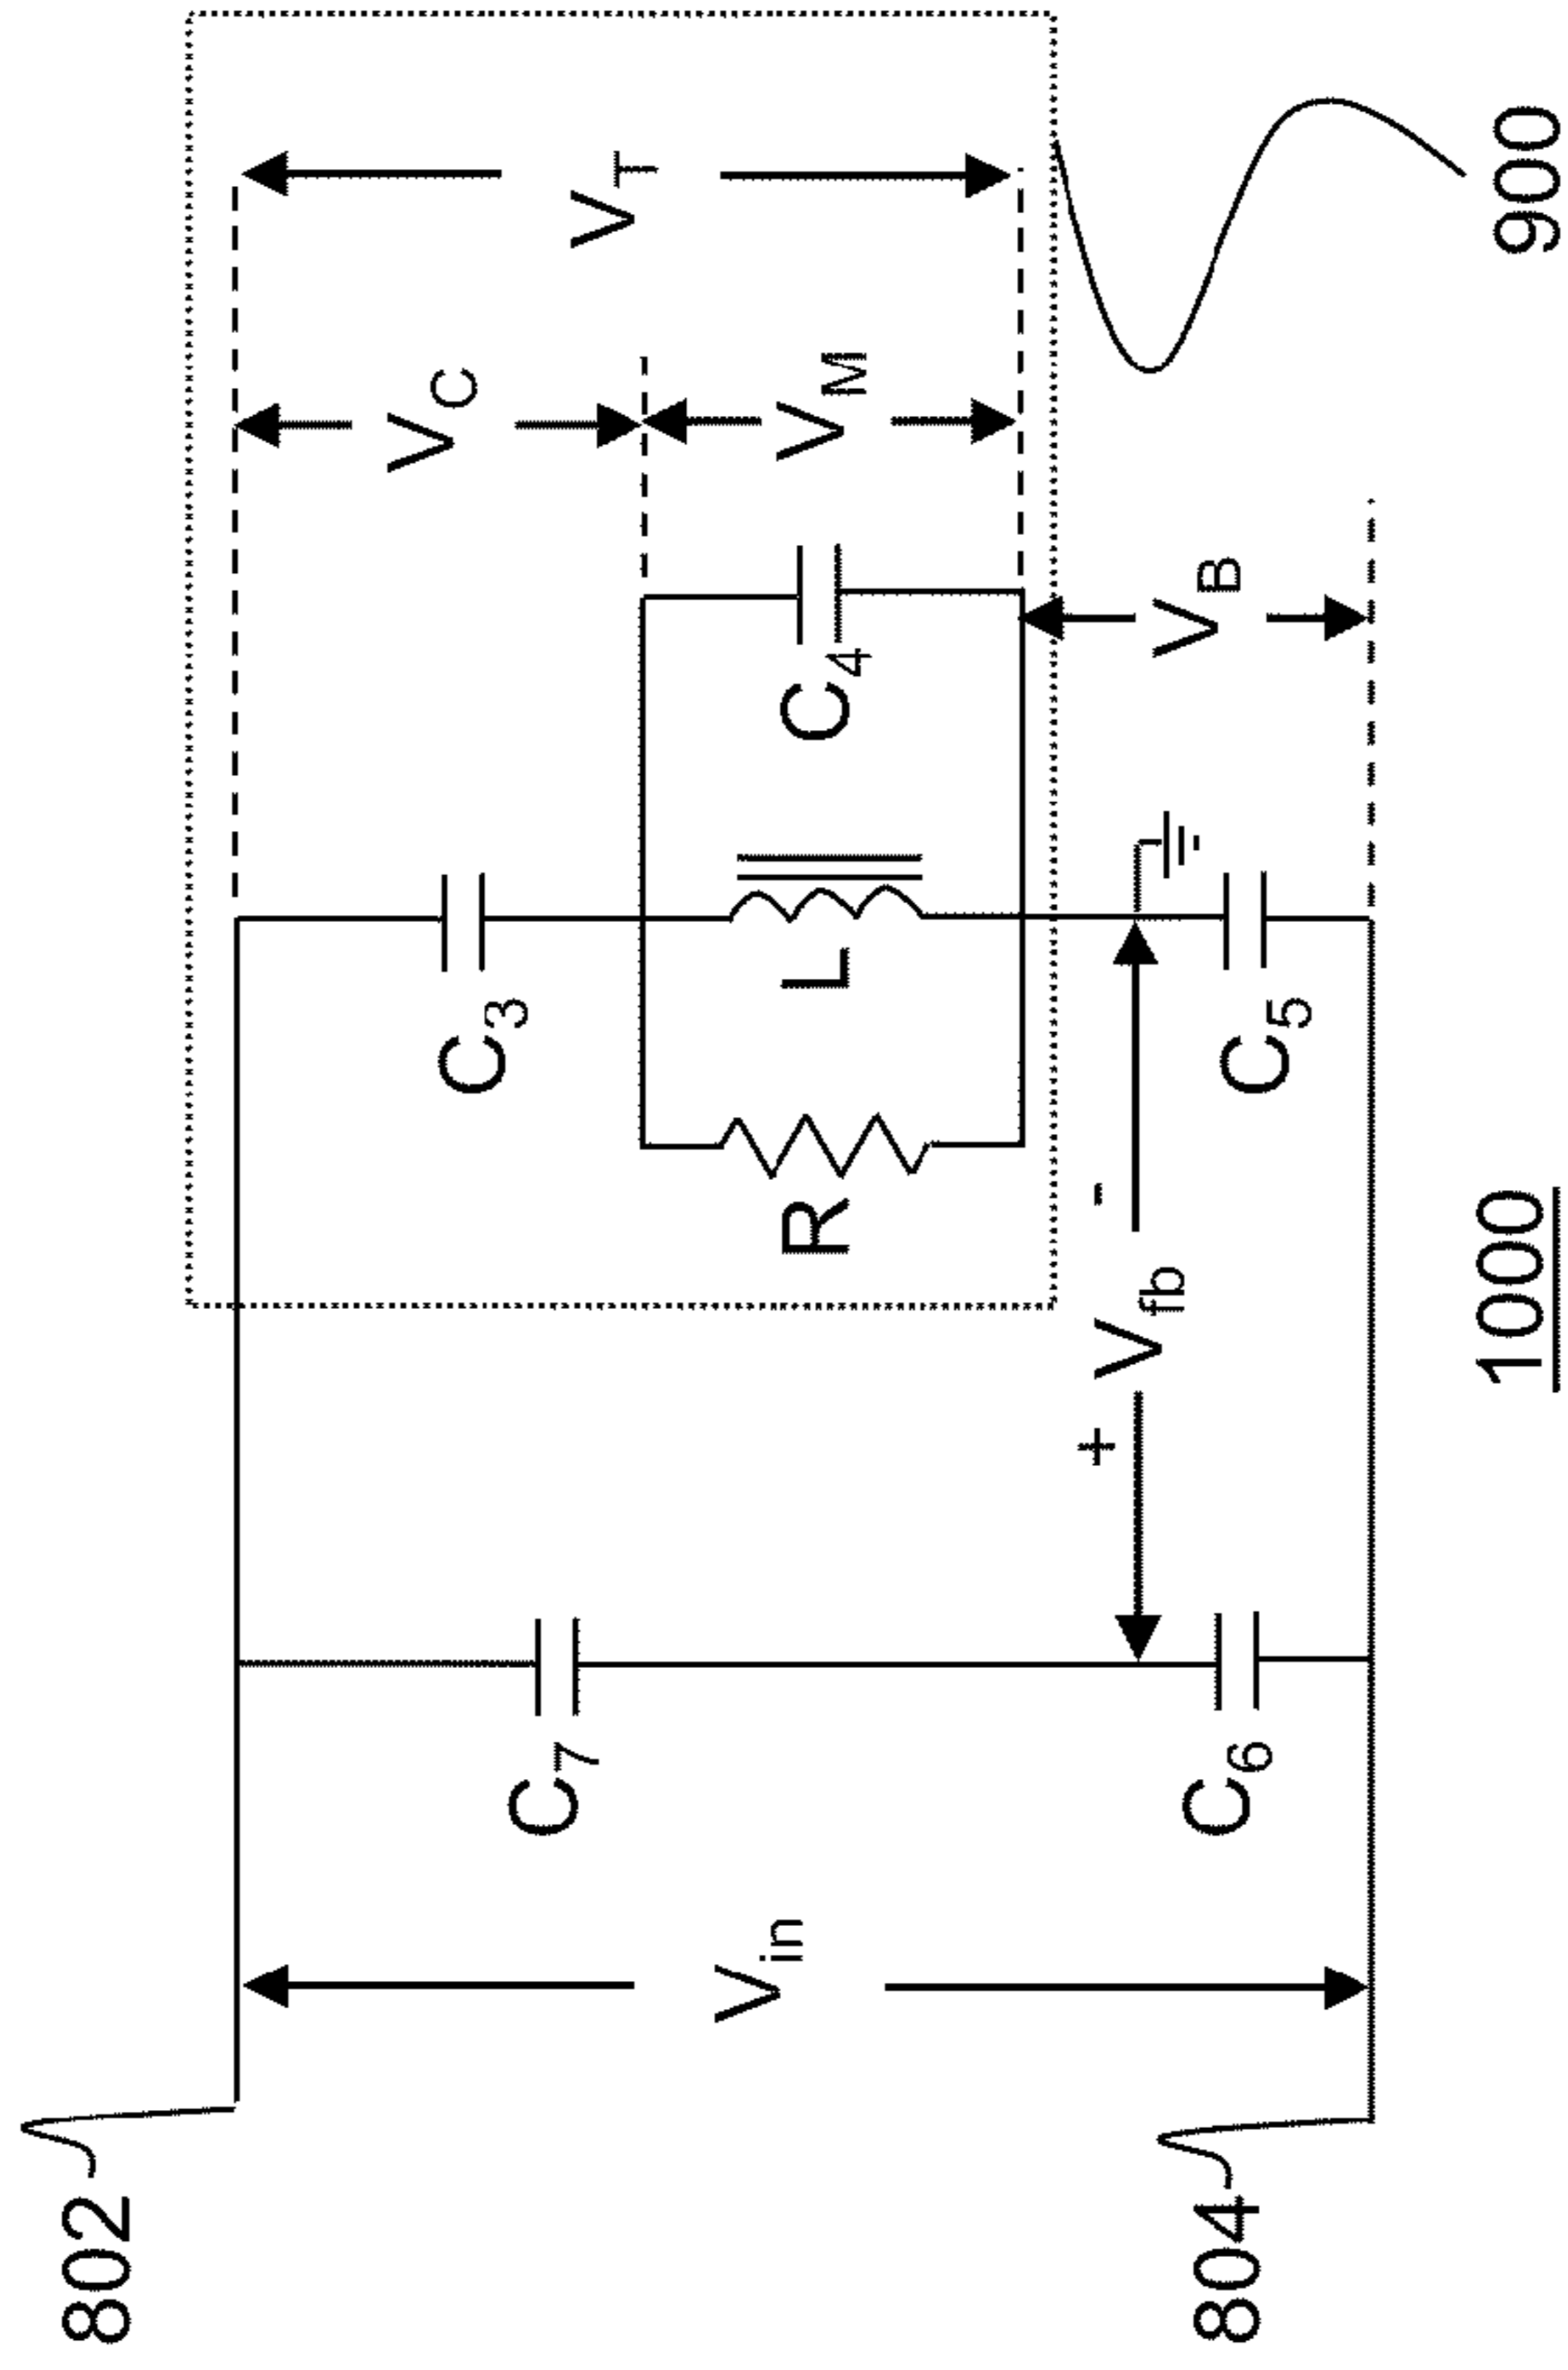 802
V_in
C_7
C_3
V_C
V_T
R
L
C_4
V_M
+ V_fb -
V_B
C_6
C_5
804
1000
900